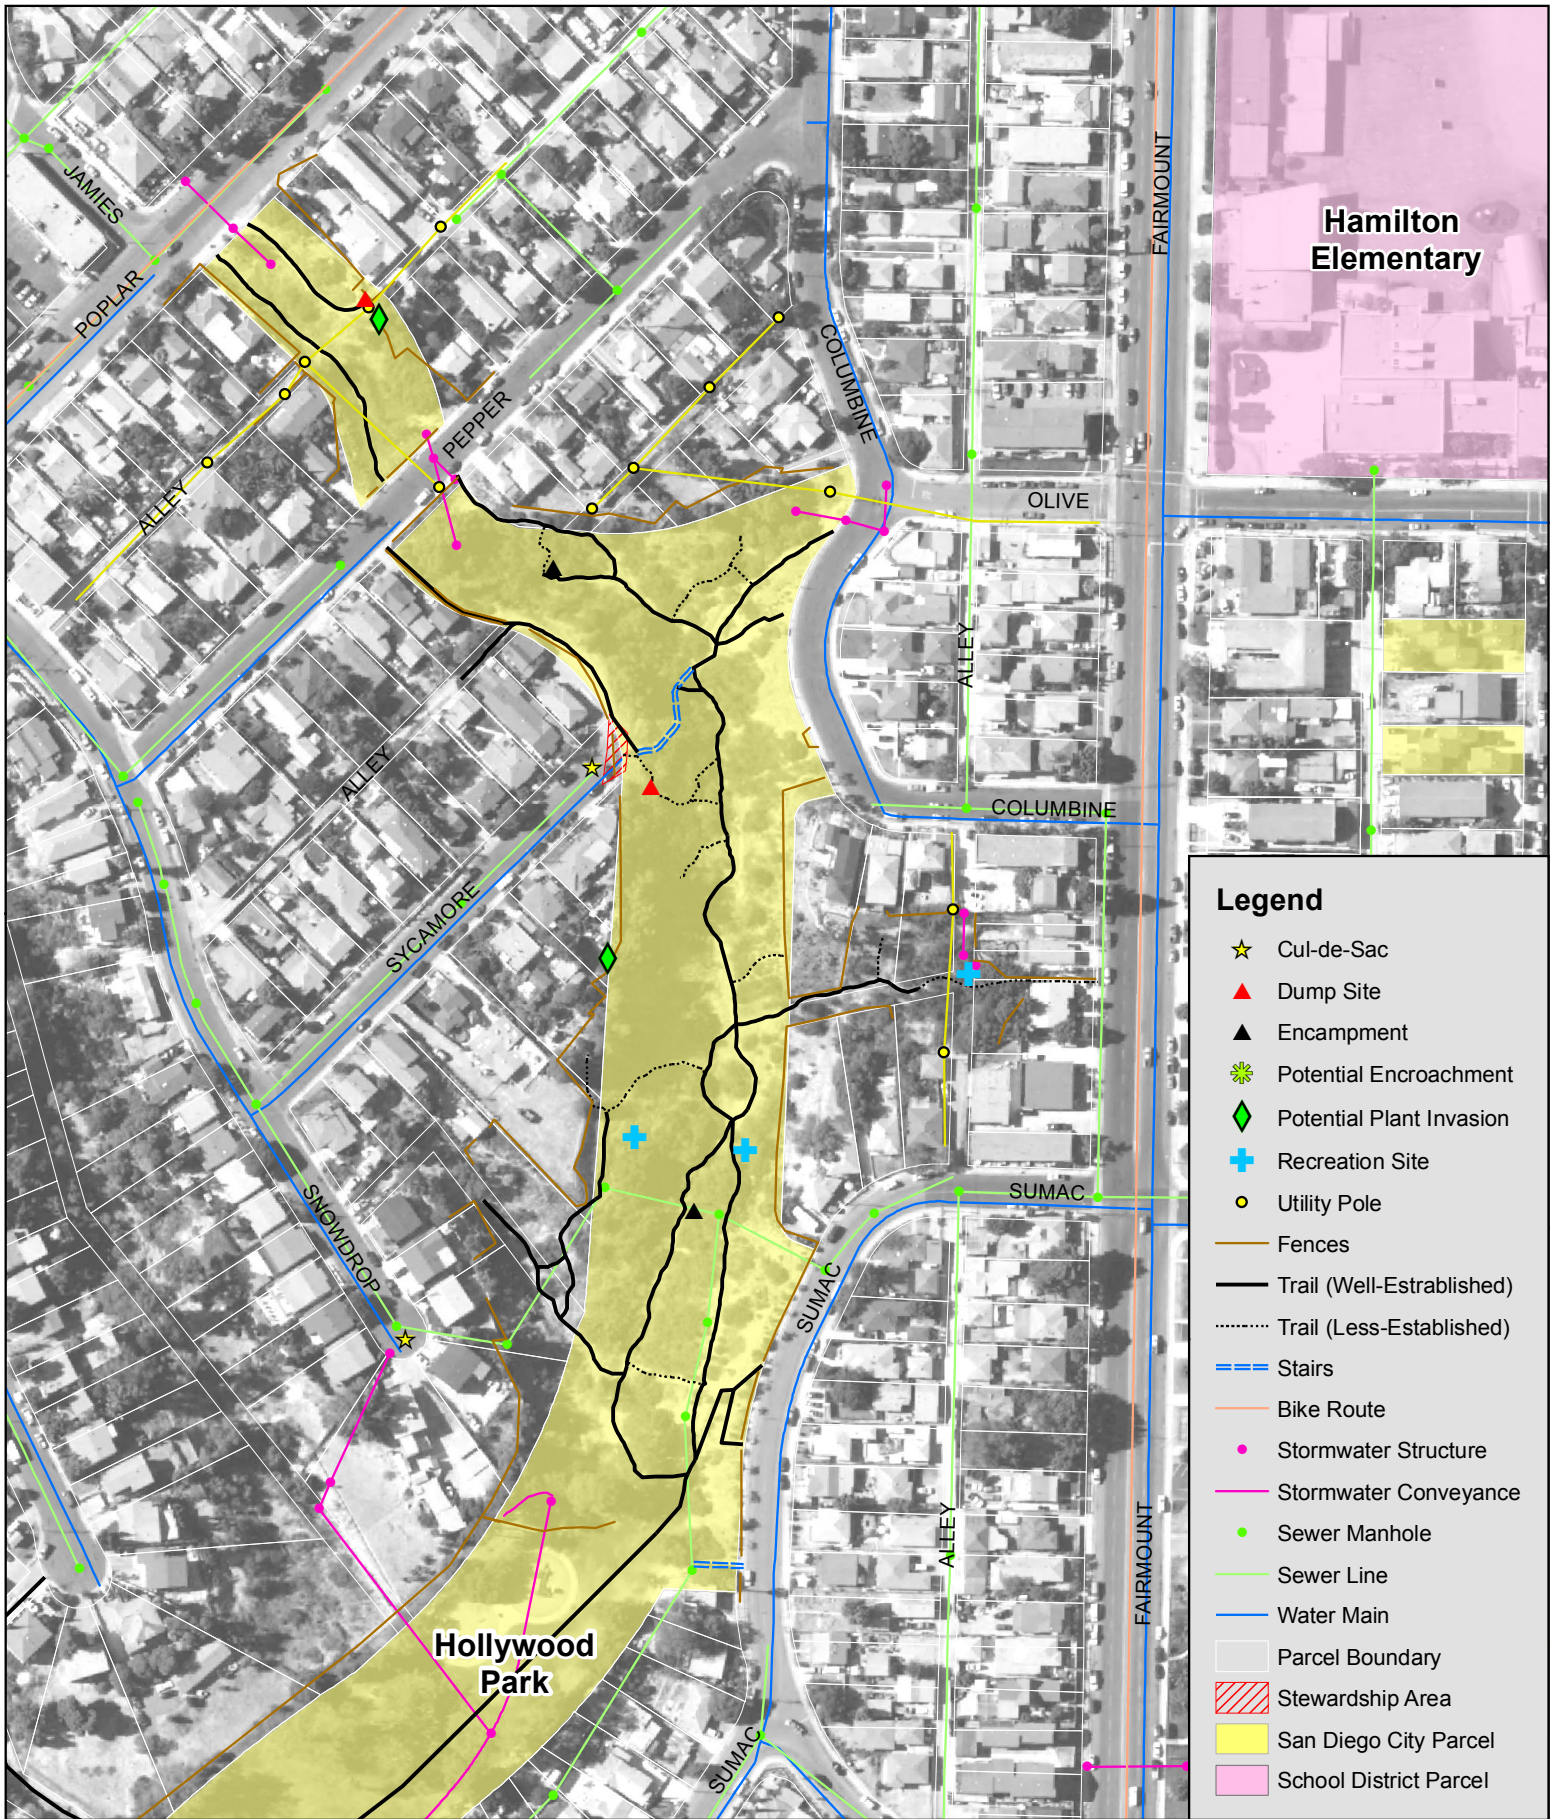 JAMIES
POPLAR
FAIRMOUNT
Hamilton
Elementary
COLUMBINE
PEPPER
ALLEY
OLIVE
ALLEY
ALLEY
COLUMBINE
SYCAMORE
SNOWDROP
SUMAC
SUMAC
ALLEY
FAIRMOUNT
Hollywood
Park
SUMAC
Legend
Cul-de-Sac
Dump Site
Encampment
Potential Encroachment
Potential Plant Invasion
Recreation Site
Utility Pole
Fences
Trail (Well-Estrablished)
Trail (Less-Established)
Stairs
Bike Route
Stormwater Structure
Stormwater Conveyance
Sewer Manhole
Sewer Line
Water Main
Parcel Boundary
Stewardship Area
San Diego City Parcel
School District Parcel